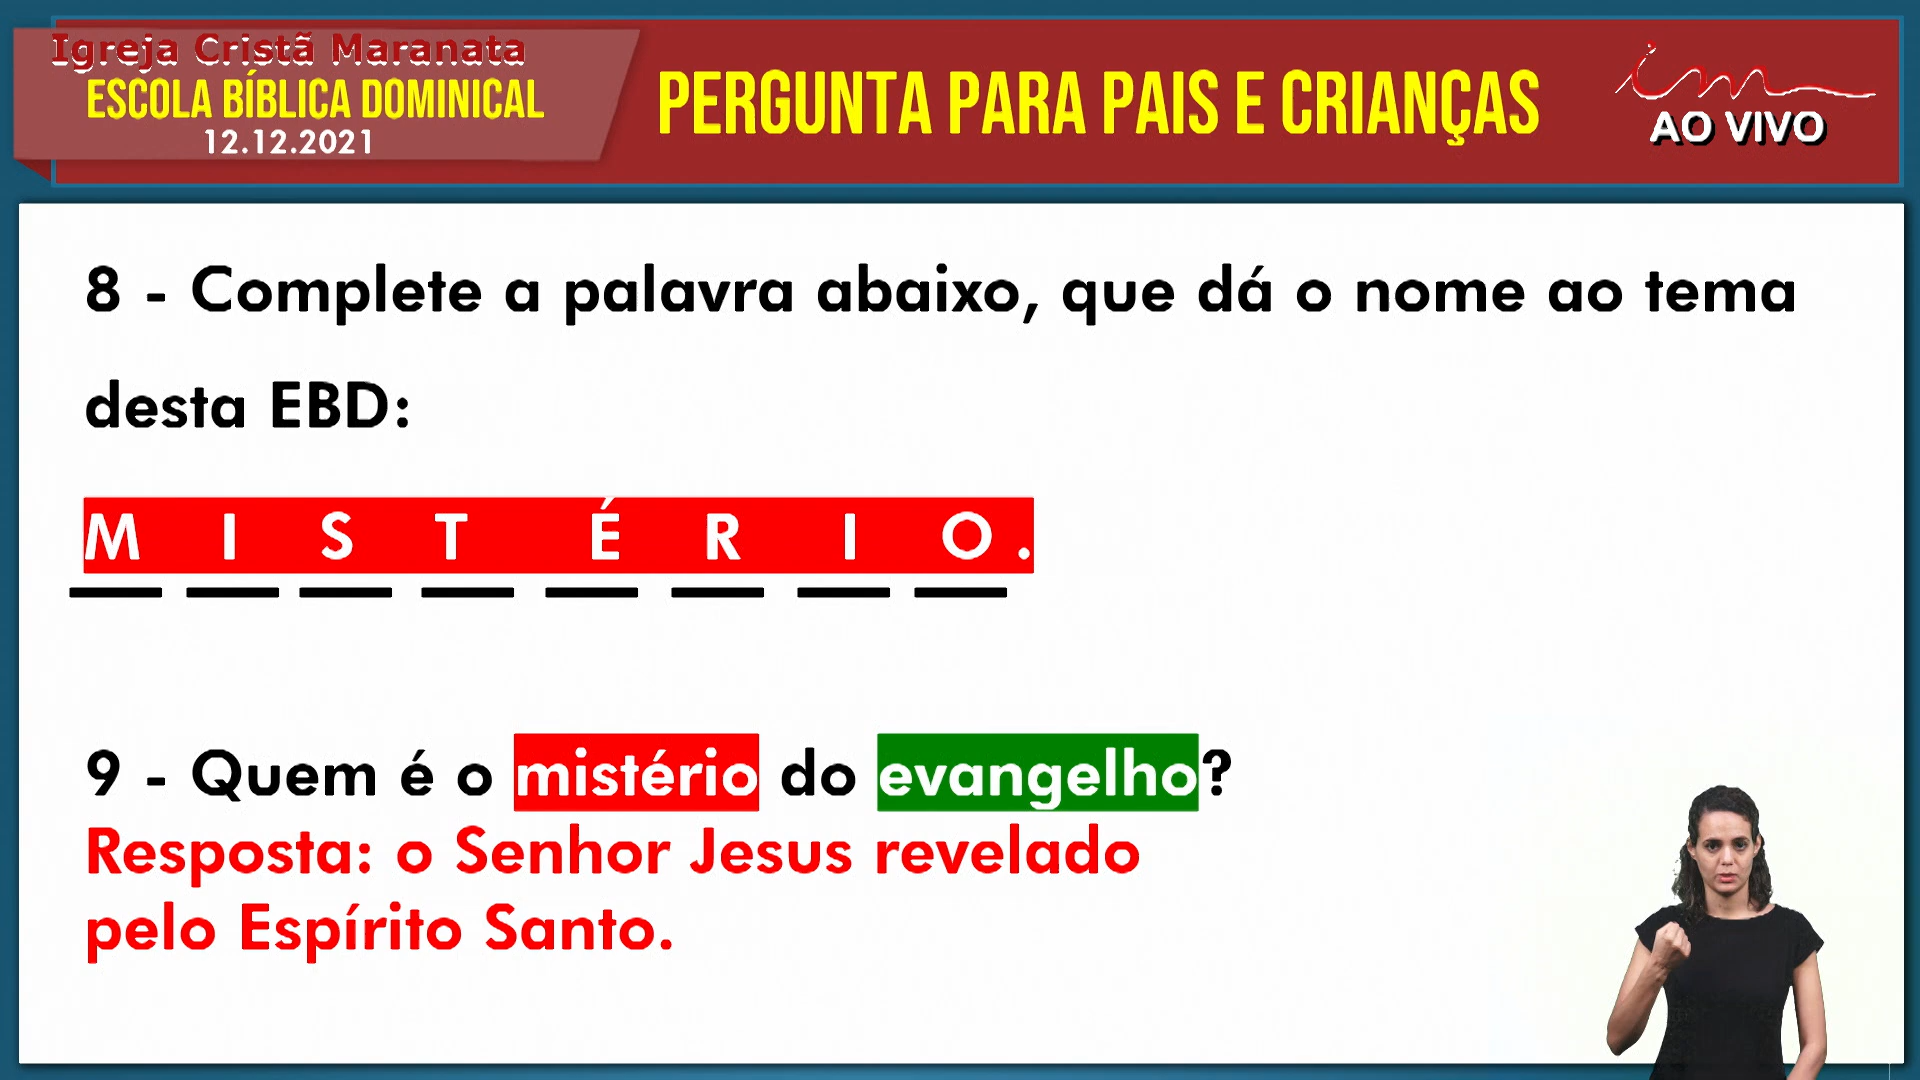 Igreja Cristã Maranata
ESCOLA BÍBLICA DOMINICAL
12.12.2021
PERGUNTA PARA PAIS E CRIANÇAS
im
AO VIVO
8 - Complete a palavra abaixo, que dá o nome ao tema
desta EBD:
M I S T É R I O .
9 - Quem é o mistério do evangelho?
Resposta: o Senhor Jesus revelado
pelo Espírito Santo.